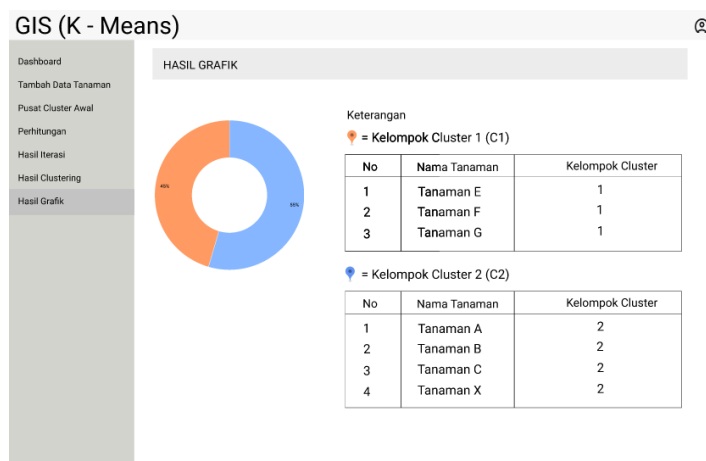 GIS (K - Means)
Dashboard
Tambah Data Tanaman
Pusat Cluster Awal
Perhitungan
Hasil Iterasi
Hasil Clustering
Hasil Grafik
HASIL GRAFIK
45%
55%
Keterangan
= Kelompok Cluster 1 (C1)
No Nama Tanaman Kelompok Cluster
1 Tanaman E 1
2 Tanaman F 1
3 Tanaman G 1
= Kelompok Cluster 2 (C2)
No Nama Tanaman Kelompok Cluster
1 Tanaman A 2
2 Tanaman B 2
3 Tanaman C 2
4 Tanaman X 2